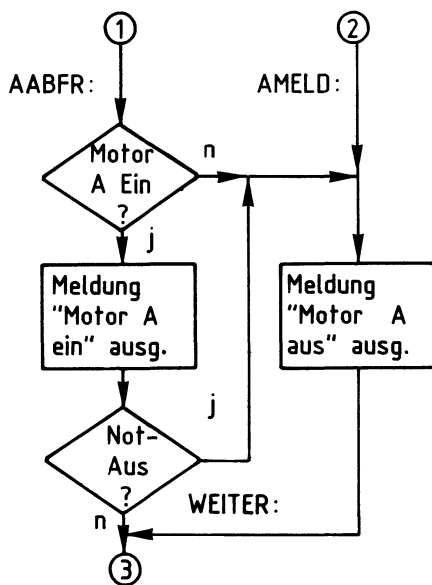 1
2
AABFR:
AMELD:
Motor
A Ein
?
n
j
Meldung
"Motor A
ein" ausg.
Meldung
"Motor A
aus" ausg.
j
Not-
Aus
?
WEITER:
n
3